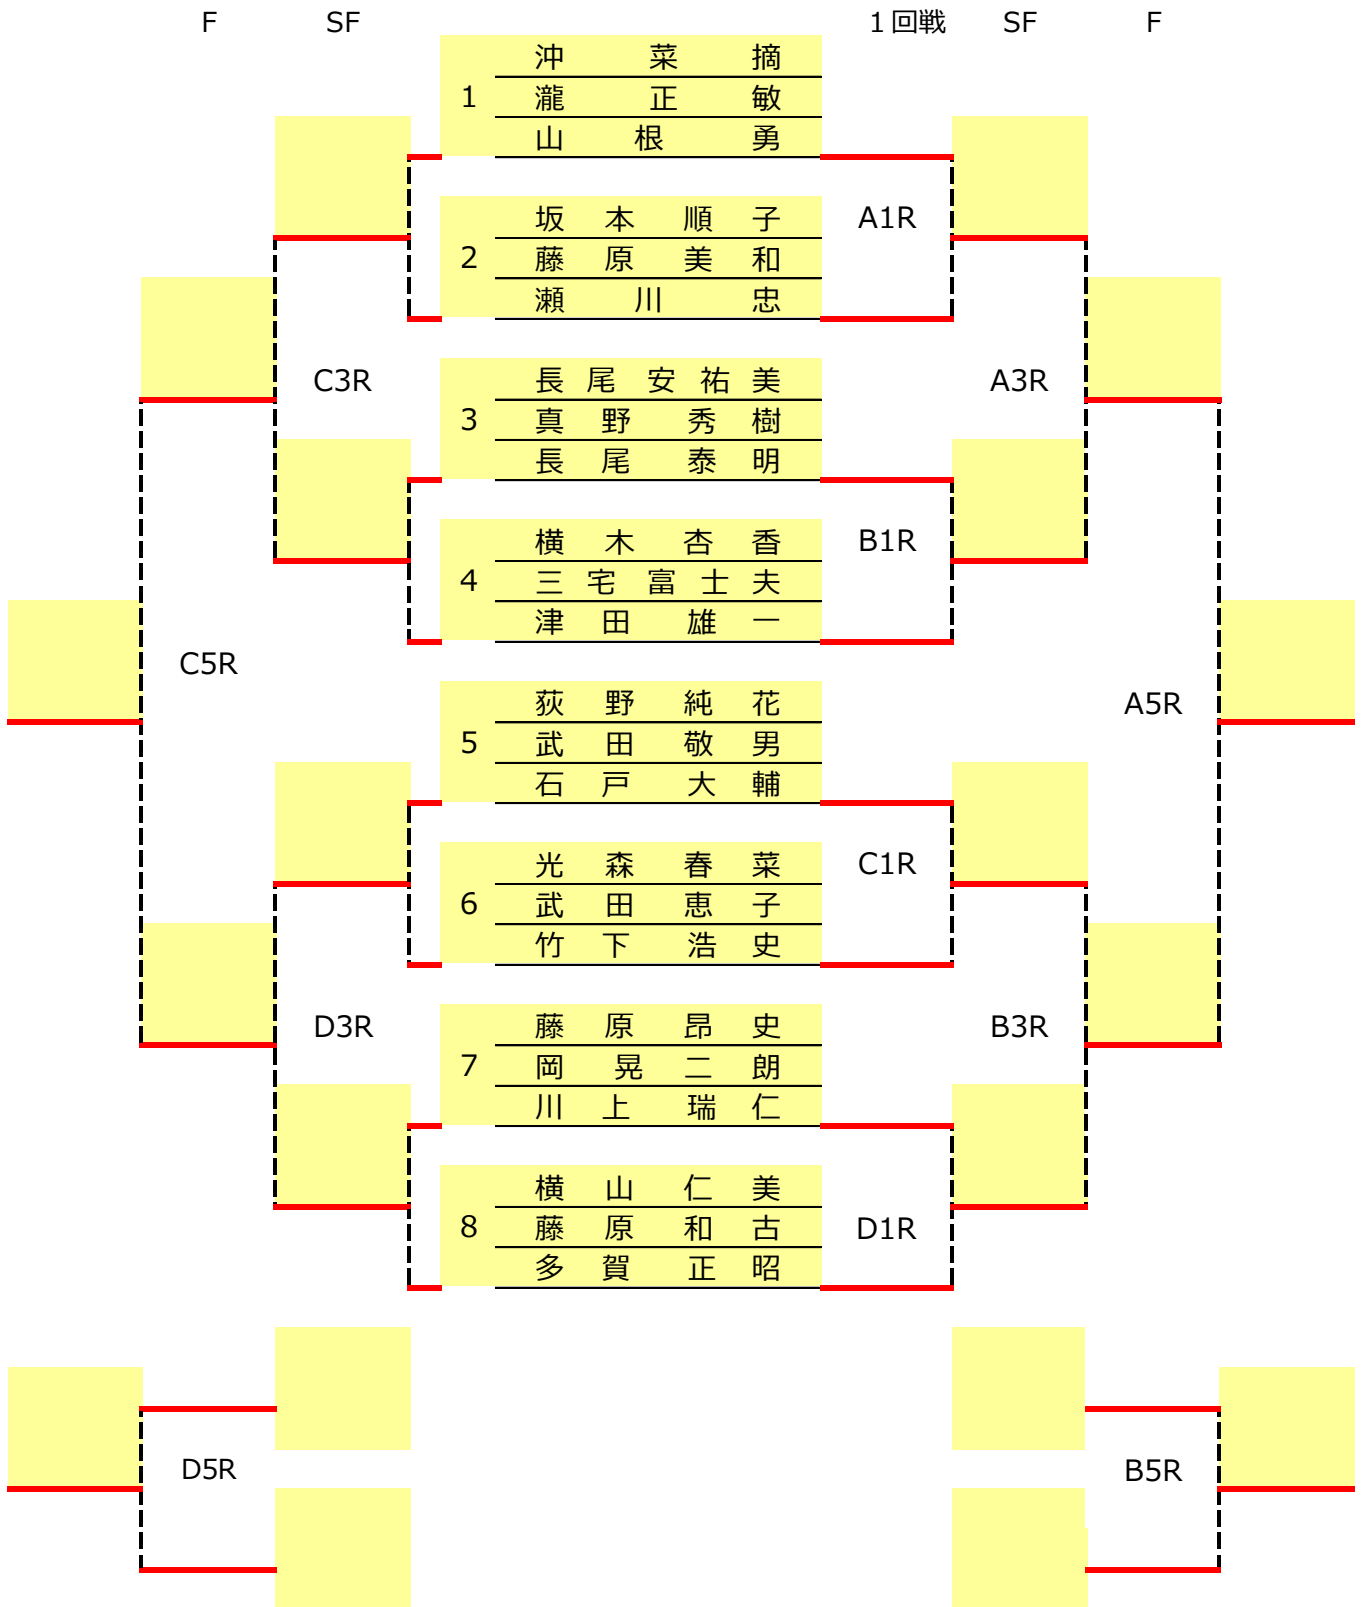 F SF 1回戦 SF F
1
沖菜摘
瀧正敏
山根勇
A1R
2
坂本順子
藤原美和
瀬川忠
C3R
A3R
3
長尾安祐美
真野秀樹
長尾泰明
B1R
4
横木杏香
三宅富士夫
津田雄一
C5R
A5R
5
荻野純花
武田敬男
石戸大輔
C1R
6
光森春菜
武田恵子
竹下浩史
D3R
B3R
7
藤原昂史
岡晃二朗
川上瑞仁
8
横山仁美
藤原和古
多賀正昭
D1R
D5R
B5R